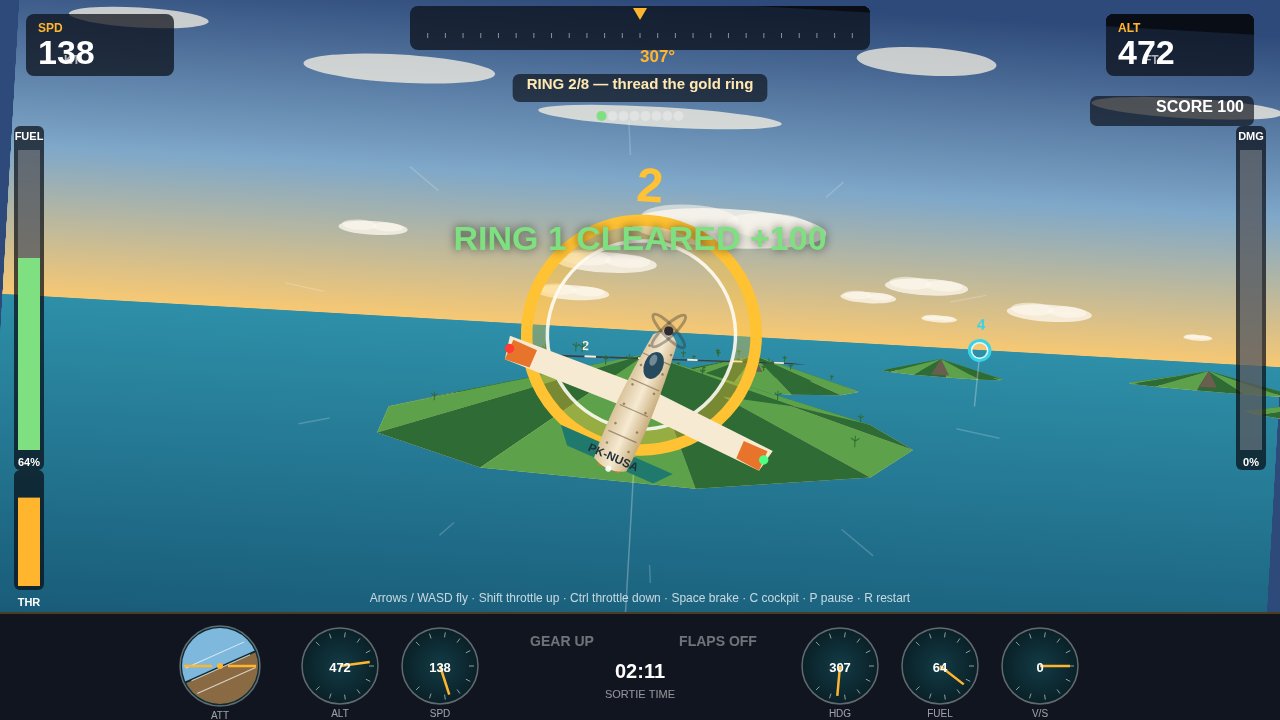 SPD
138
307°
ALT
472
FT
RING 2/8 — thread the gold ring
SCORE 100
FUEL
DMG
2
RING 1 CLEARED +100
4
2
PK-NUSA
64%
0%
THR
Arrows / WASD fly · Shift throttle up · Ctrl throttle down · Space brake · C cockpit · P pause · R restart
GEAR UP
FLAPS OFF
472
138
02:11
307
64
0
SORTIE TIME
ATT
ALT
SPD
HDG
FUEL
V/S